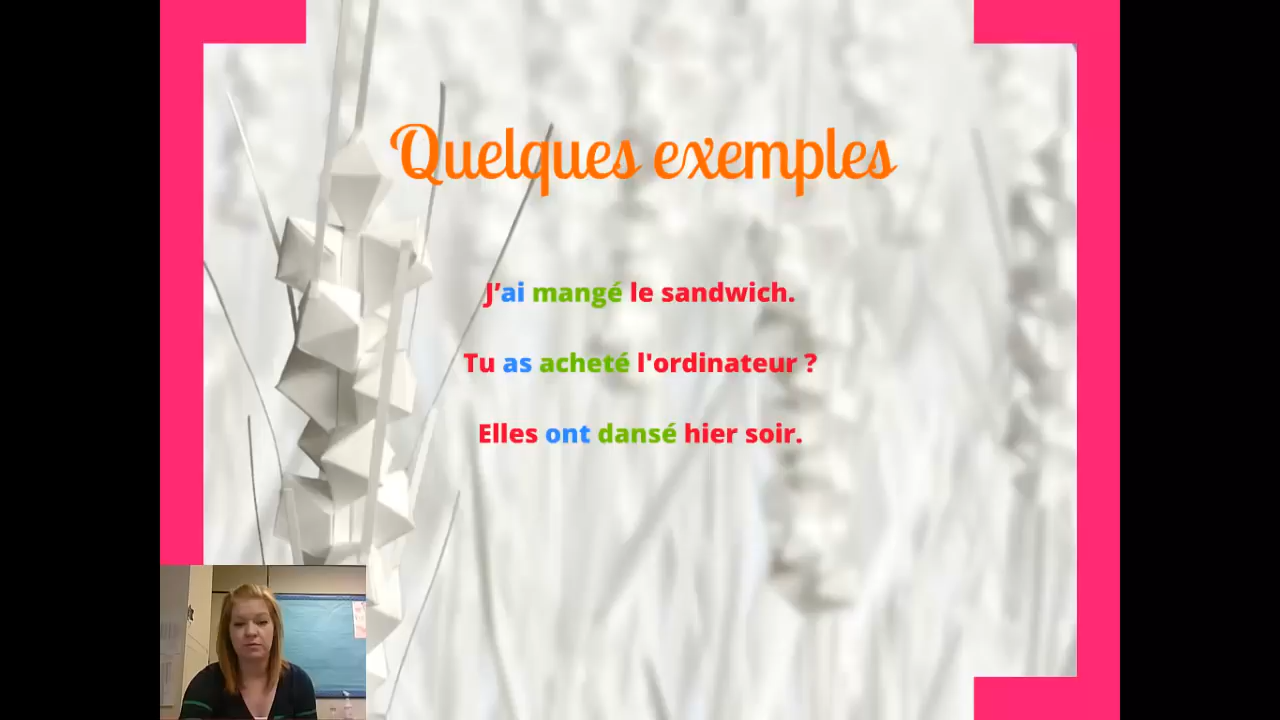 Quelques exemples
J’ai mangé le sandwich.
Tu as acheté l'ordinateur ?
Elles ont dansé hier soir.